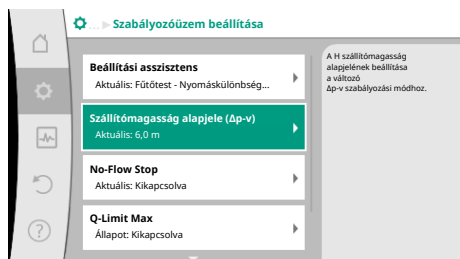 ... Szabályozóüzem beállítása
Beállítási asszisztens
Aktuális: Fűtőtest - Nyomáskülönbség...
Szállítómagasság alapjele (Δp-v)
Aktuális: 6,0 m
No-Flow Stop
Aktuális: Kikapcsolva
Q-Limit Max
Állapot: Kikapcsolva
A H szállítómagasság
alapjelének beállítása
a változó
Δp-v szabályozási módhoz.